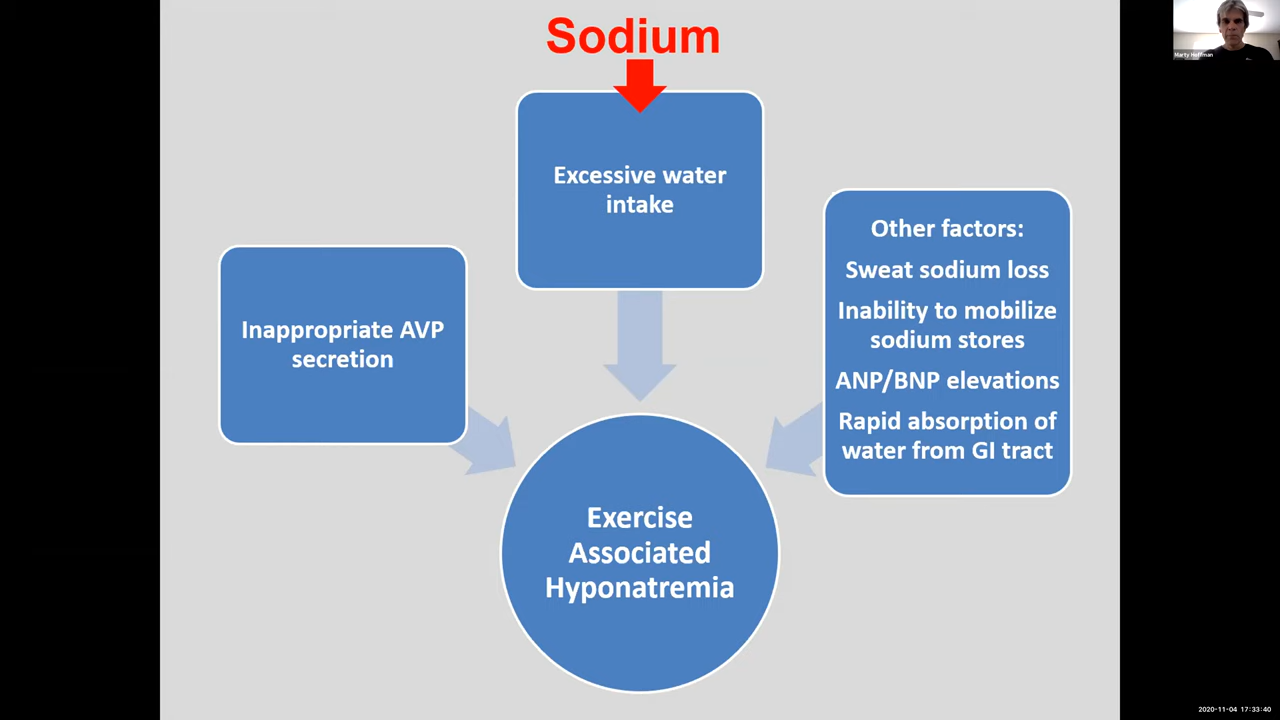 Sodium
Excessive water
intake
Inappropriate AVP
secretion
Other factors:
Sweat sodium loss
Inability to mobilize
sodium stores
ANP/BNP elevations
Rapid absorption of
water from GI tract
Exercise
Associated
Hyponatremia
Marty Hoffman
2020-11-04 17:33:40